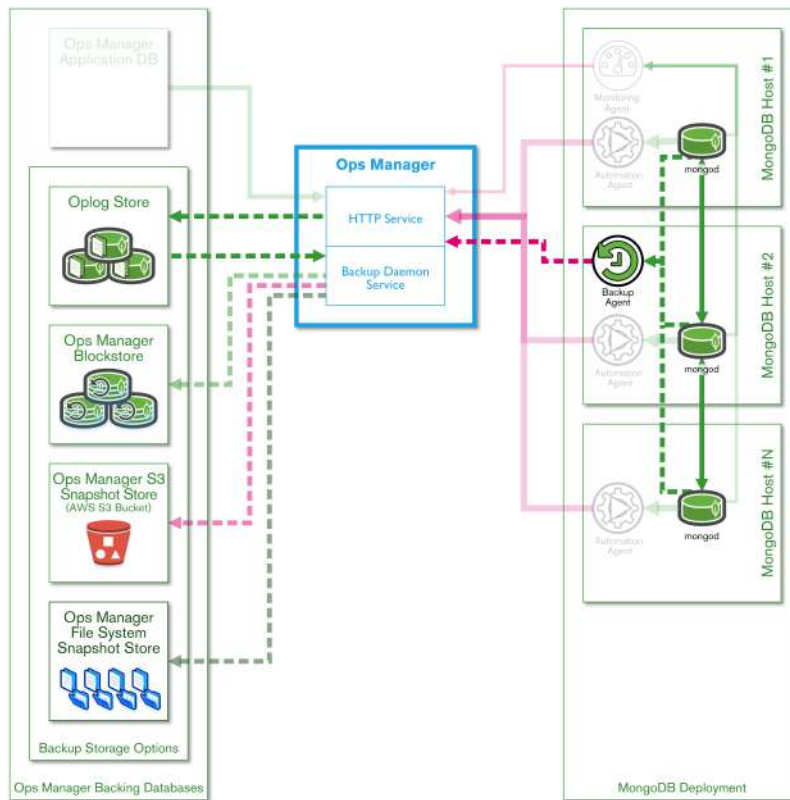 Ops Manager
Application DB
Oplog Store
Ops Manager
Blockstore
Ops Manager S3
Snapshot Store
(AWS S3 Bucket)
Ops Manager
File System
Snapshot Store
Backup Storage Options
Ops Manager Backing Databases
Ops Manager
HTTP Service
Backup Daemon
Service
Monitoring
Agent
Automation
Agent
mongod
MongoDB Host #1
Backup
Agent
Automation
Agent
mongod
MongoDB Host #2
Automation
Agent
mongod
MongoDB Host #N
MongoDB Deployment